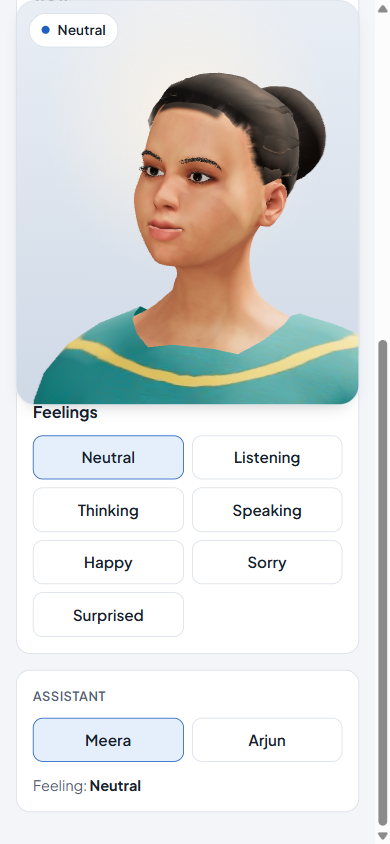 Neutral
Feelings
Neutral
Listening
Thinking
Speaking
Happy
Sorry
Surprised
ASSISTANT
Meera
Arjun
Feeling: Neutral